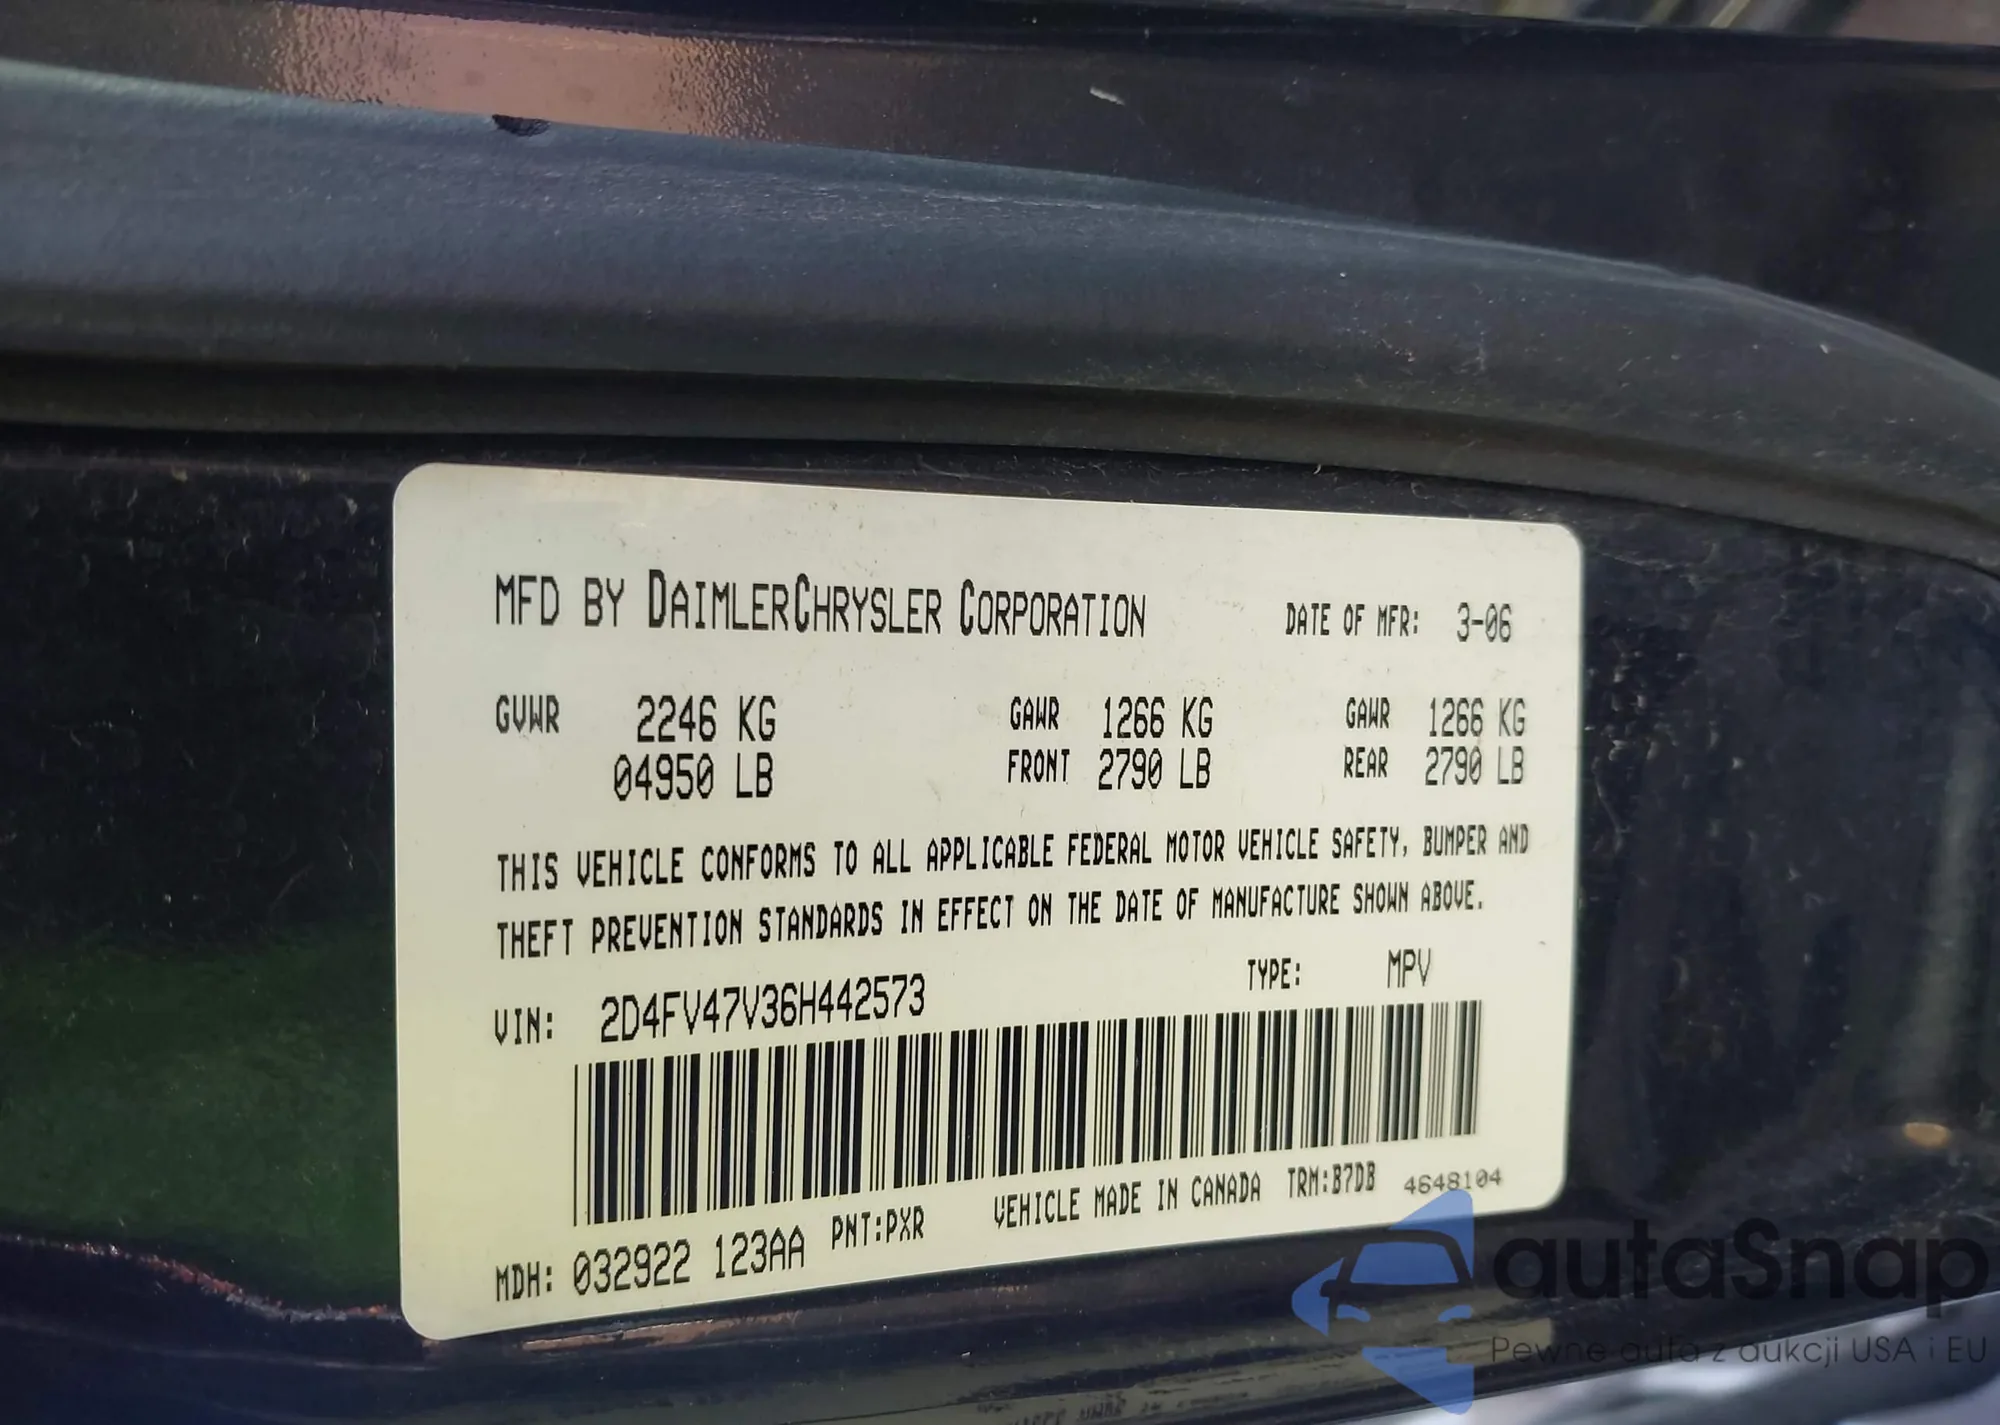 MFD BY DAIMLERCHRYSLER CORPORATION DATE OF MFR: 3-06
GVWR 2246 KG GAWR 1266 KG GAWR 1266 KG
04950 LB FRONT 2790 LB REAR 2790 LB
THIS VEHICLE CONFORMS TO ALL APPLICABLE FEDERAL MOTOR VEHICLE SAFETY, BUMPER AND
THEFT PREVENTION STANDARDS IN EFFECT ON THE DATE OF MANUFACTURE SHOWN ABOVE.
VIN: 2D4FV47V36H442573 TYPE: MPV
MDH: 032922 123AA PNT:PXR VEHICLE MADE IN CANADA TRM:B7DB 4648104
autaSnap
Pewne auta z aukcji USA i EU